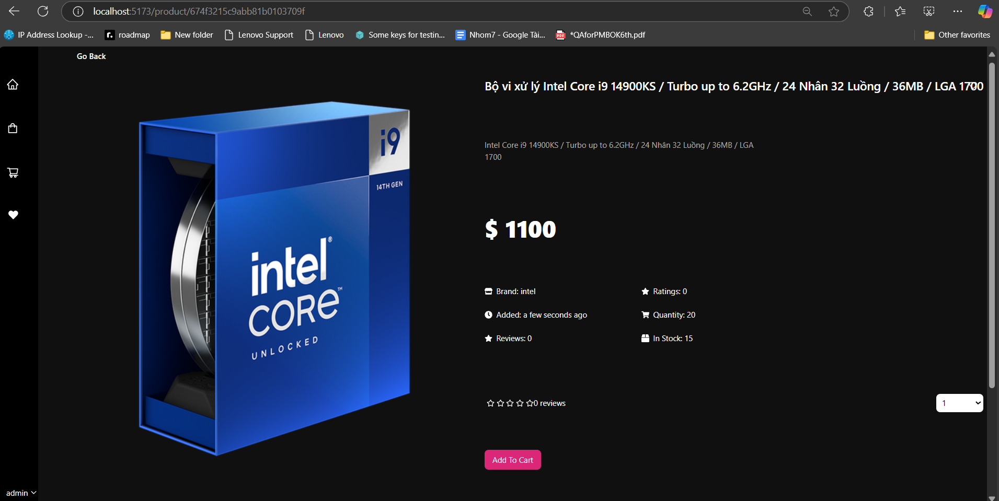 localhost:5173/product/674f3215c9abb81b0103709f
IP Address Lookup -... roadmap New folder Lenovo Support Lenovo Some keys for testin... Nhom7 - Google Tài... *QAforPMBOK6th.pdf Other favorites
Go Back
Bộ vi xử lý Intel Core i9 14900KS / Turbo up to 6.2GHz / 24 Nhân 32 Luồng / 36MB / LGA 1700
Intel Core i9 14900KS / Turbo up to 6.2GHz / 24 Nhân 32 Luồng / 36MB / LGA
1700
i9
14TH GEN
intel®
CORE™
UNLOCKED
$ 1100
Brand: intel Ratings: 0
Added: a few seconds ago Quantity: 20
Reviews: 0 In Stock: 15
0 reviews 1
Add To Cart
admin